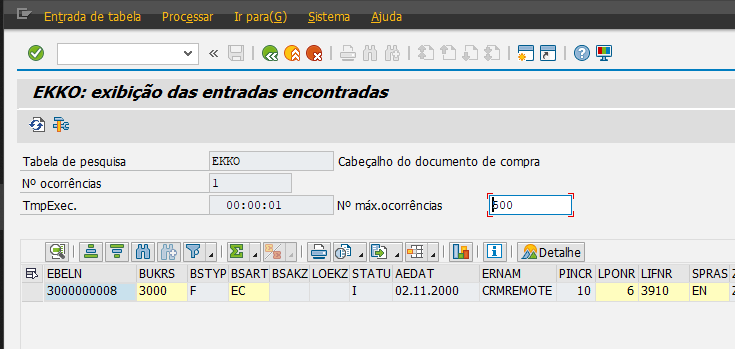 Entrada de tabela Processar Ir para(G) Sistema Ajuda
EKKO: exibição das entradas encontradas
Tabela de pesquisa EKKO Cabeçalho do documento de compra
Nº ocorrências 1
TmpExec. 00:00:01 Nº máx.ocorrências 500
Detalhe
EBELN BUKRS BSTYP BSART BSAKZ LOEKZ STATU AEDAT ERNAM PINCR LPONR LIFNR SPRAS
3000000008 3000 F EC I 02.11.2000 CRMREMOTE 10 6 3910 EN